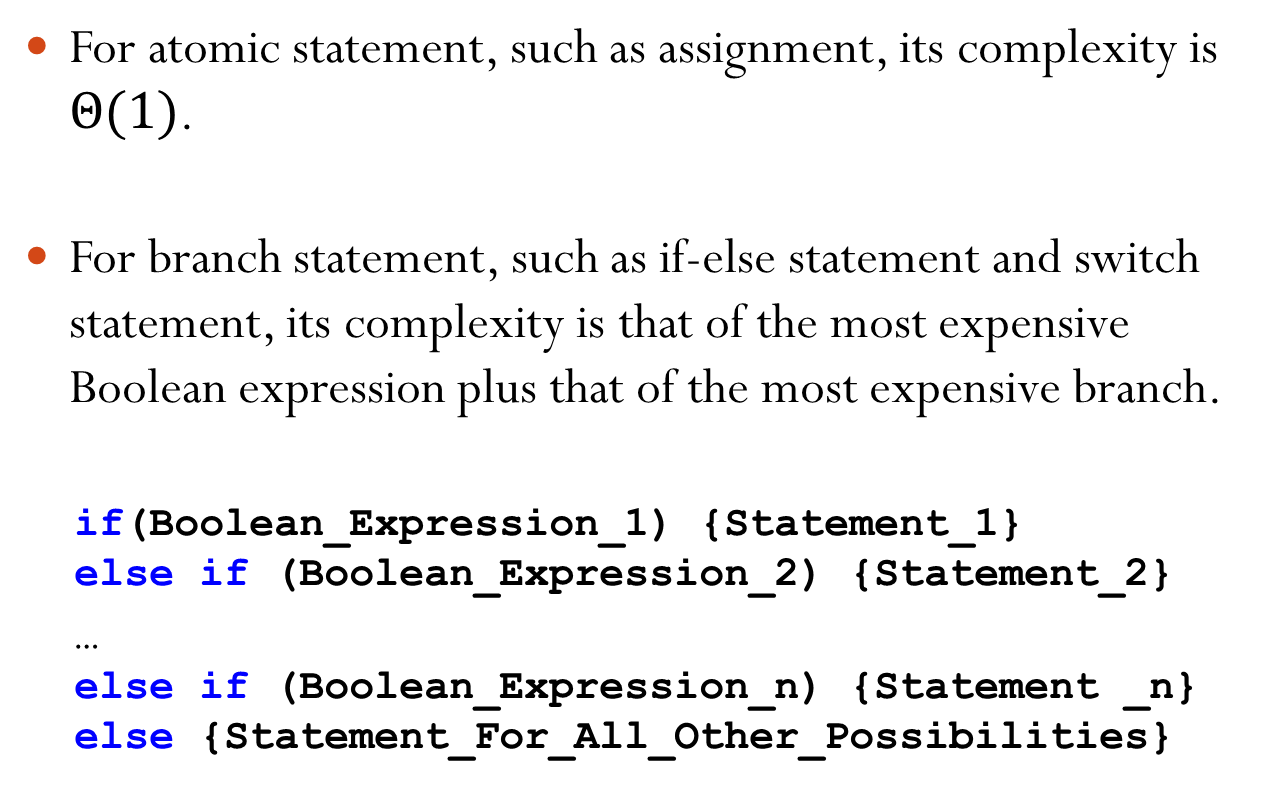 • For atomic statement, such as assignment, its complexity is
Θ(1).
• For branch statement, such as if-else statement and switch
statement, its complexity is that of the most expensive
Boolean expression plus that of the most expensive branch.
if(Boolean_Expression_1) {Statement_1}
else if (Boolean_Expression_2) {Statement_2}
…
else if (Boolean_Expression_n) {Statement _n}
else {Statement_For_All_Other_Possibilities}